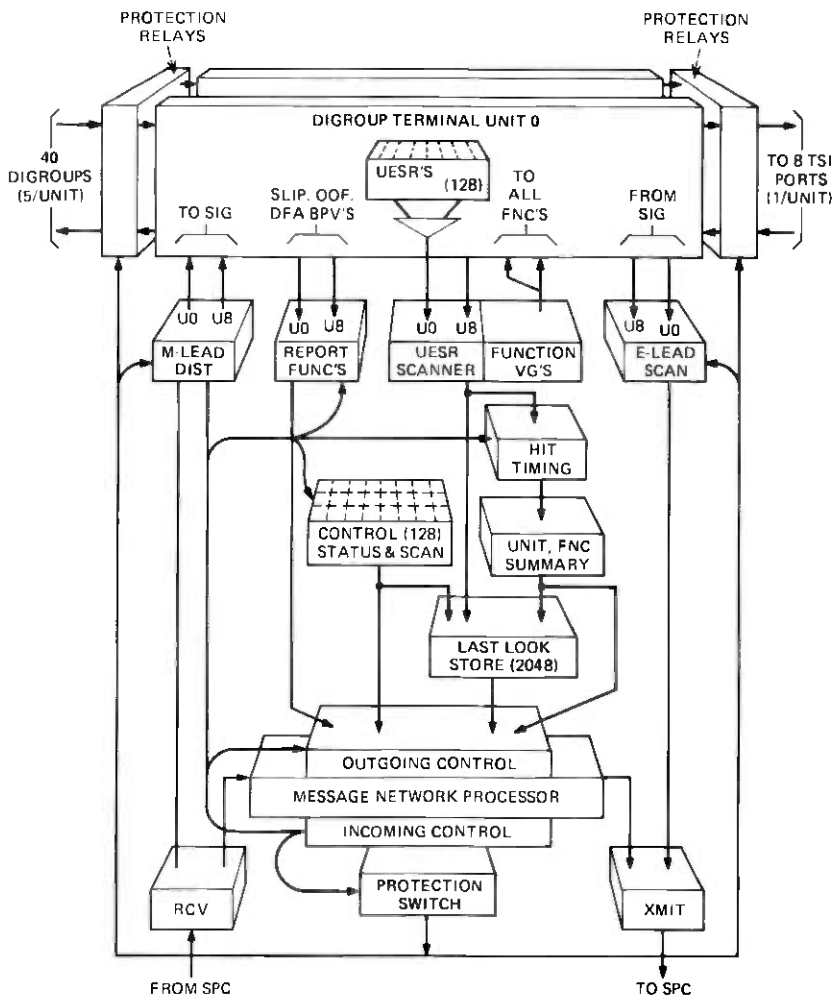 PROTECTION
RELAYS
PROTECTION
RELAYS
DIGROUP TERMINAL UNIT 0
40
DIGROUPS
(5/UNIT)
TO SIG
SLIP. OOF.
DFA BPV'S
UESR'S
(128)
TO
ALL
FNC'S
FROM
SIG
TO 8 TSI
PORTS
(1/UNIT)
U0 U8
M-LEAD
DIST
U0 U8
REPORT
FUNC'S
U0 U8
UESR
SCANNER
FUNCTION
VG'S
U8 U0
E-LEAD
SCAN
HIT
TIMING
CONTROL (128)
STATUS & SCAN
UNIT, FNC
SUMMARY
LAST LOOK
STORE (2048)
OUTGOING CONTROL
MESSAGE NETWORK PROCESSOR
INCOMING CONTROL
RCV
PROTECTION
SWITCH
XMIT
FROM SPC
TO SPC